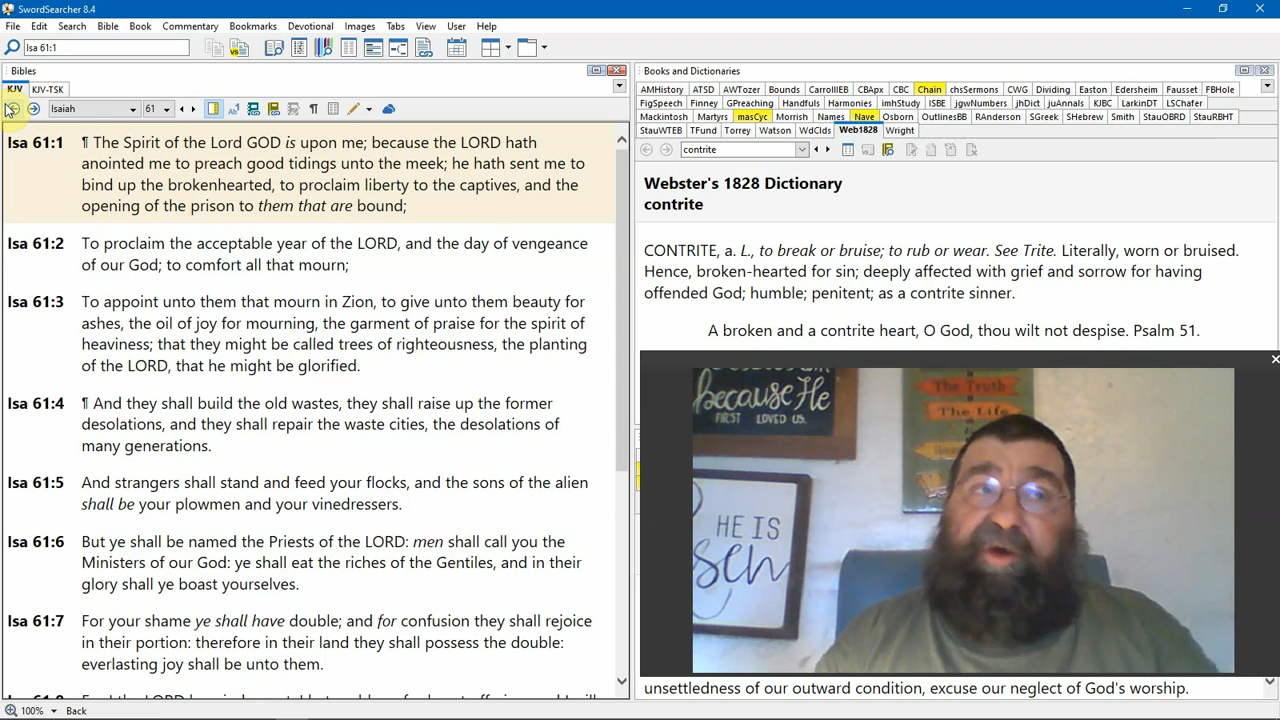 SwordSearcher 8.4
File Edit Search Bible Book Commentary Bookmarks Devotional Images Tabs View User Help
Isa 61:1
Bibles
KJV KJV-TSK
Isaiah 61
Isa 61:1 ¶ The Spirit of the Lord GOD is upon me; because the LORD hath
anointed me to preach good tidings unto the meek; he hath sent me to
bind up the brokenhearted, to proclaim liberty to the captives, and the
opening of the prison to them that are bound;
Isa 61:2 To proclaim the acceptable year of the LORD, and the day of vengeance
of our God; to comfort all that mourn;
Isa 61:3 To appoint unto them that mourn in Zion, to give unto them beauty for
ashes, the oil of joy for mourning, the garment of praise for the spirit of
heaviness; that they might be called trees of righteousness, the planting
of the LORD, that he might be glorified.
Isa 61:4 ¶ And they shall build the old wastes, they shall raise up the former
desolations, and they shall repair the waste cities, the desolations of
many generations.
Isa 61:5 And strangers shall stand and feed your flocks, and the sons of the alien
shall be your plowmen and your vinedressers.
Isa 61:6 But ye shall be named the Priests of the LORD: men shall call you the
Ministers of our God: ye shall eat the riches of the Gentiles, and in their
glory shall ye boast yourselves.
Isa 61:7 For your shame ye shall have double; and for confusion they shall rejoice
in their portion: therefore in their land they shall possess the double:
everlasting joy shall be unto them.
100% Back
Books and Dictionaries
AMHistory ATSD AWTozer Bounds CarrollIEB CBApx CBC Chain chsSermons CWG Dividing Easton Edersheim Fausset FBHole
FigSpeech Finney GPreaching Handfuls Harmonies imhStudy ISBE jgwNumbers jhDict juAnnals KJBC LarkinDT LSChafer
Mackintosh Martyrs masCyc Morrish Names Nave Osborn OutlinesBB RAnderson SGreek SHebrew Smith StauOBRD StauRBHT
StauWTEB TFund Torrey Watson WdClds Web1828 Wright
contrite
Webster's 1828 Dictionary
contrite
CONTRITE, a. L., to break or bruise; to rub or wear. See Trite. Literally, worn or bruised.
Hence, broken-hearted for sin; deeply affected with grief and sorrow for having
offended God; humble; penitent; as a contrite sinner.
A broken and a contrite heart, O God, thou wilt not despise. Psalm 51.
because He
FIRST LOVED US.
The Truth
The Life
HE IS
unsettledness of our outward condition, excuse our neglect of God's worship.